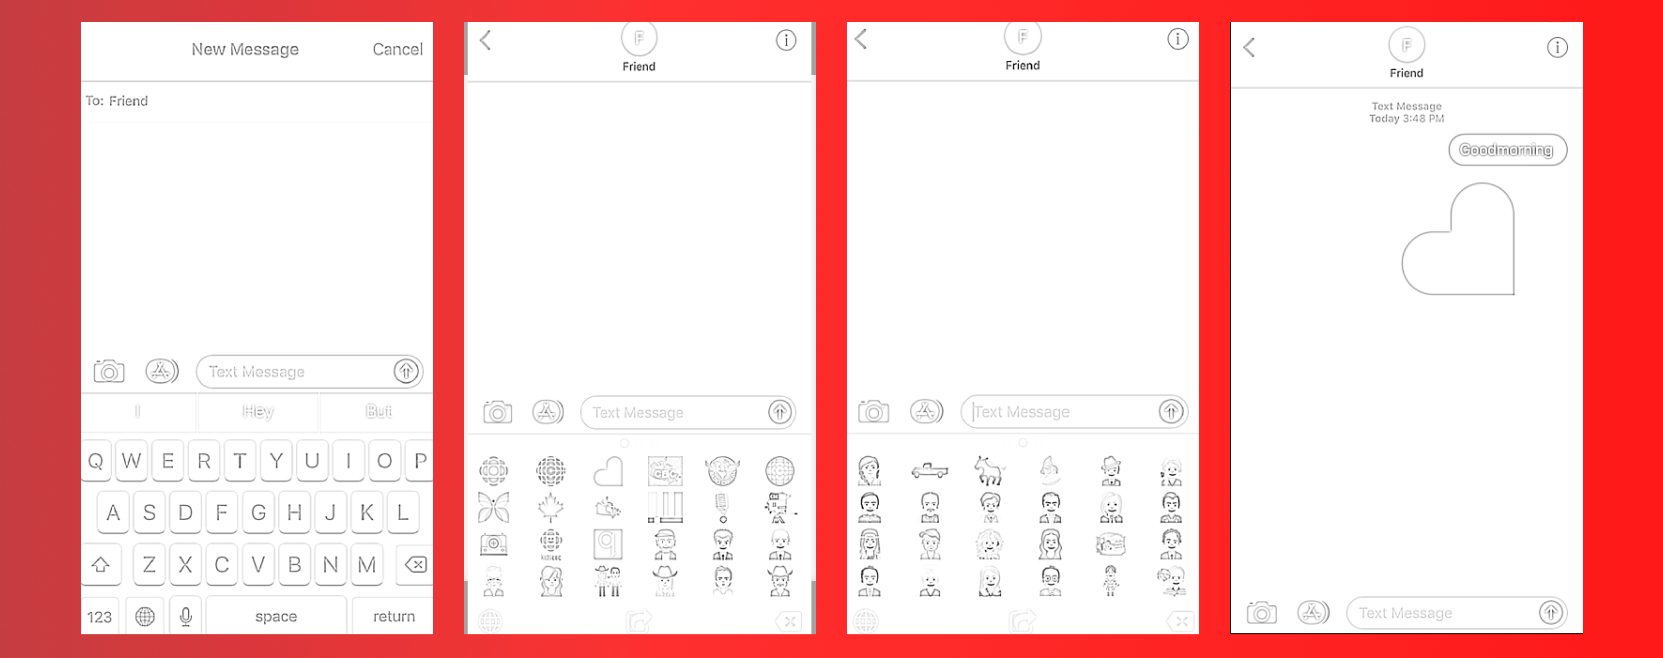 New Message Cancel
To: Friend
Text Message
I Hey But
Q W E R T Y U I O P
A S D F G H J K L
Z X C V B N M
123 space return
F
Friend
Text Message
CBC
F
Friend
Text Message
F
Friend
Text Message
Today 3:48 PM
Goodmorning
Text Message